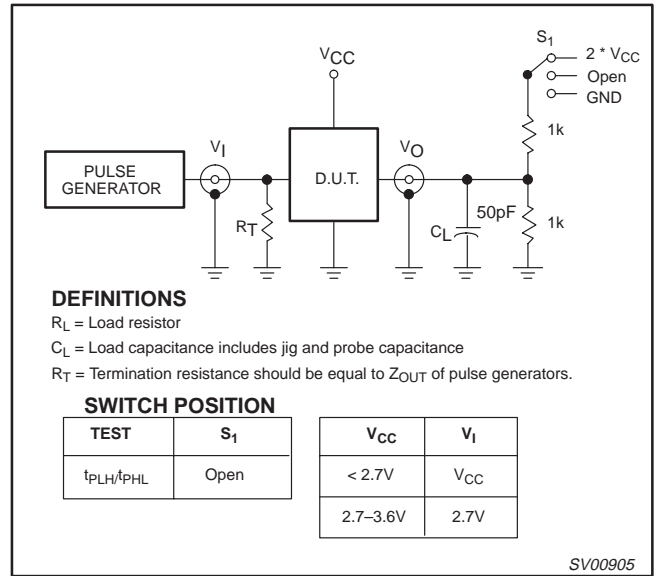 S1
2 * VCC
Open
GND
VCC
1k
VI
VO
PULSE
GENERATOR
D.U.T.
RT
50pF
CL
1k
DEFINITIONS
RL = Load resistor
CL = Load capacitance includes jig and probe capacitance
RT = Termination resistance should be equal to ZOUT of pulse generators.
SWITCH POSITION
TEST S1
tPLH/tPHL Open
VCC VI
< 2.7V VCC
2.7–3.6V 2.7V
SV00905